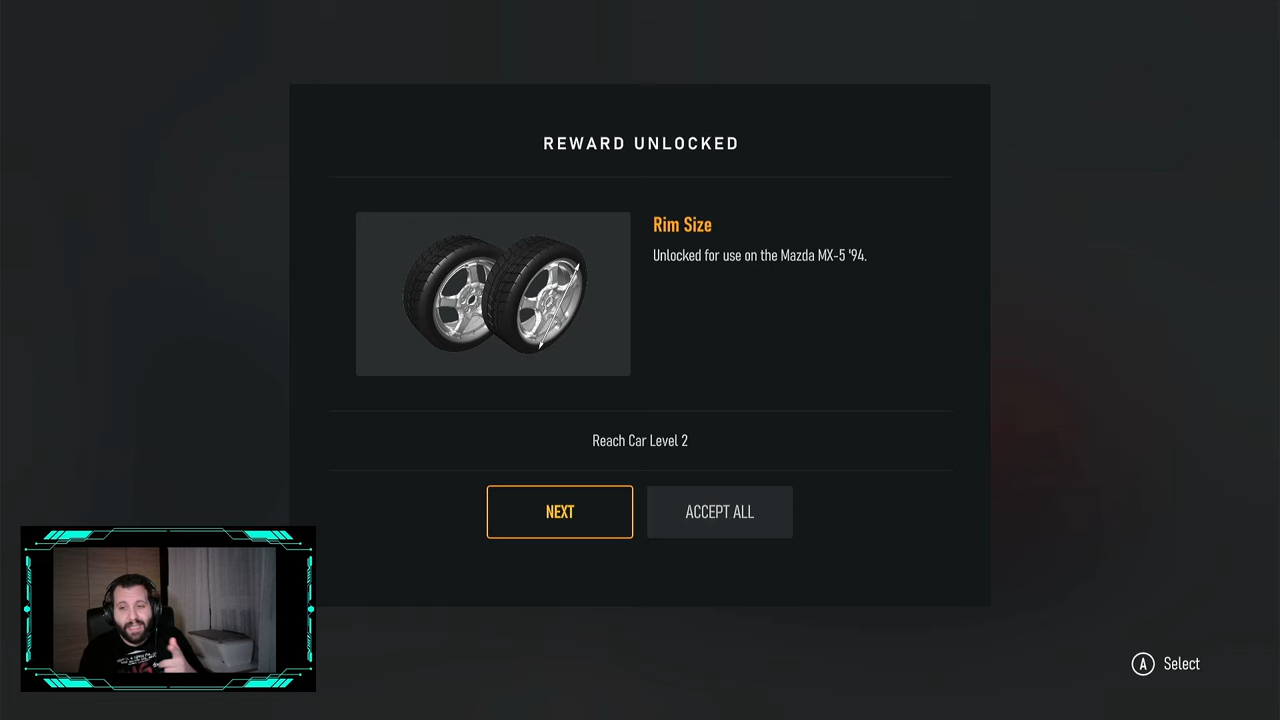 REWARD UNLOCKED
Rim Size
Unlocked for use on the Mazda MX-5 '94.
Reach Car Level 2
NEXT
ACCEPT ALL
A Select